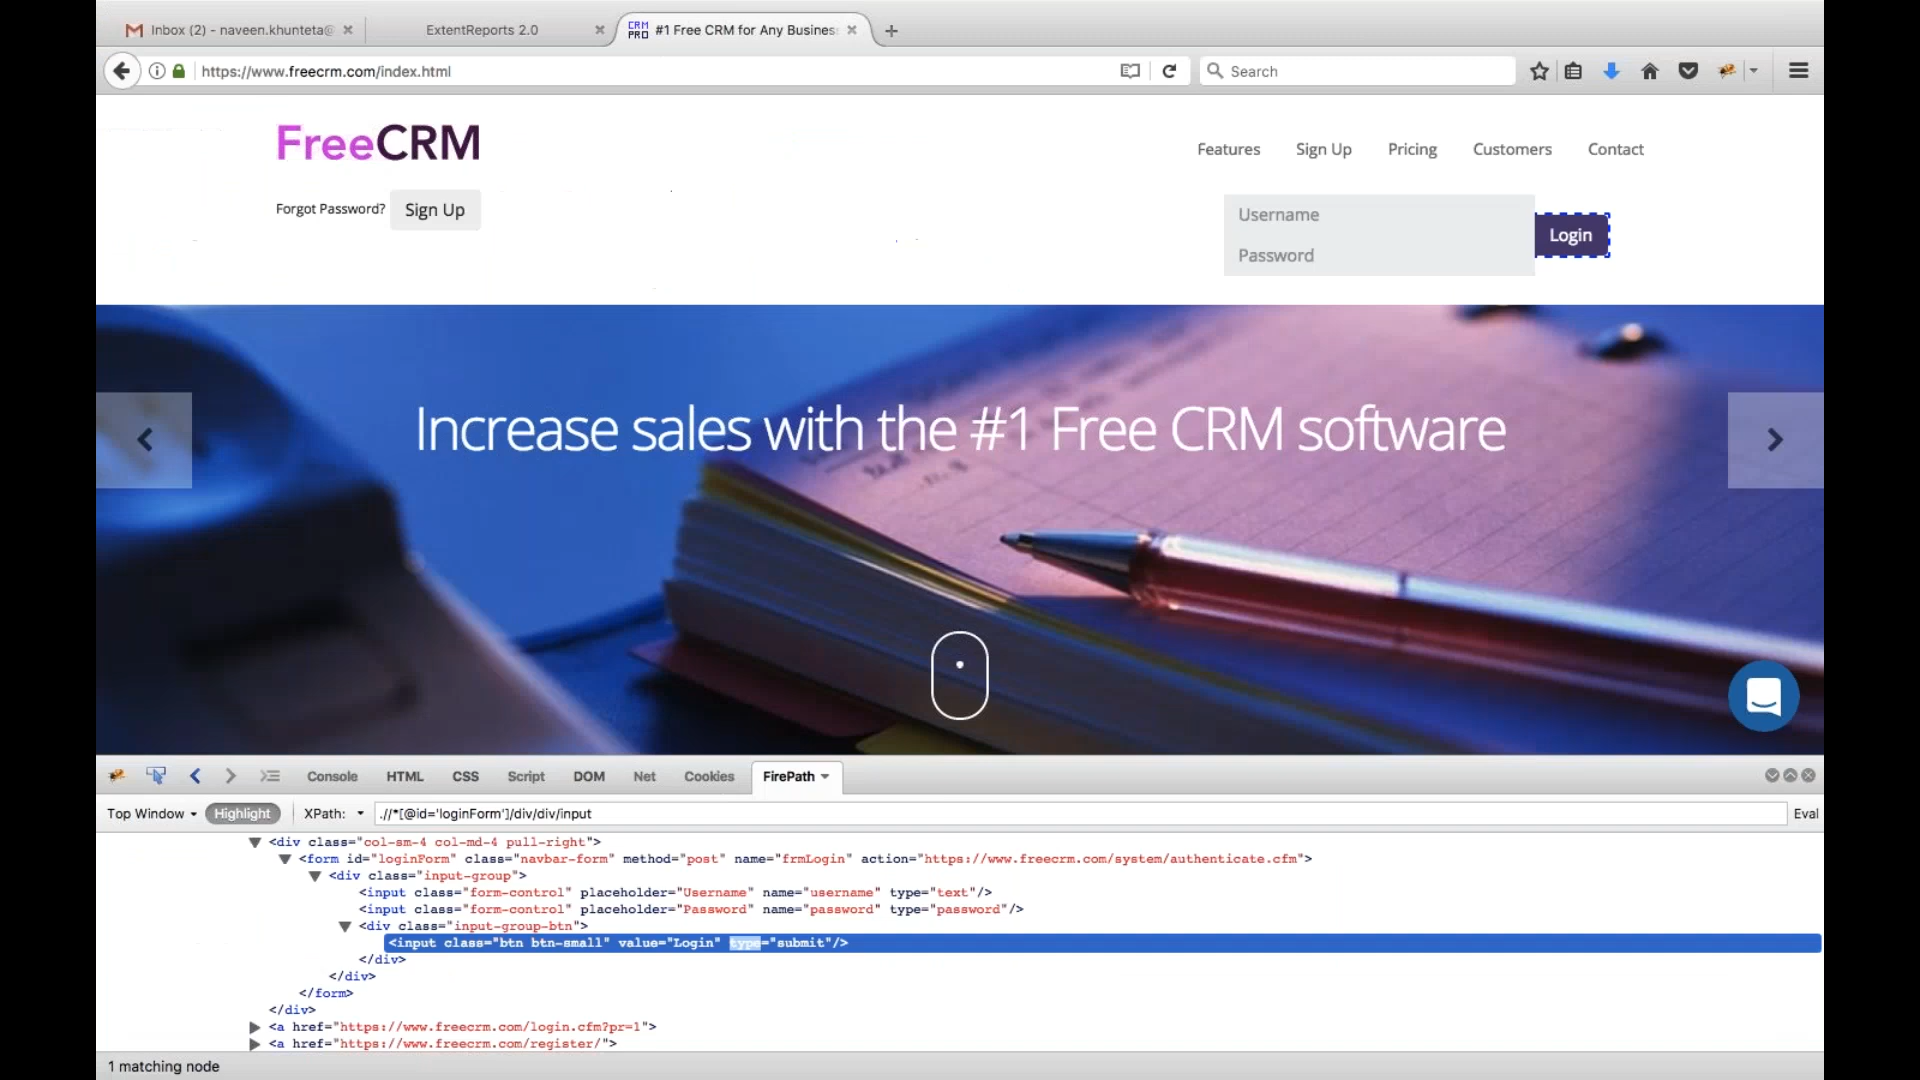 Inbox (2) - naveen.khunteta@
ExtentReports 2.0
CRM PRO #1 Free CRM for Any Busines
https://www.freecrm.com/index.html
Search
FreeCRM
Features Sign Up Pricing Customers Contact
Forgot Password? Sign Up
Username
Login
Password
Increase sales with the #1 Free CRM software
Console HTML CSS Script DOM Net Cookies FirePath
Top Window Highlight XPath: .//*[@id='loginForm']/div/div/input Eval
<div class="col-sm-4 col-md-4 pull-right">
<form id="loginForm" class="navbar-form" method="post" name="frmLogin" action="https://www.freecrm.com/system/authenticate.cfm">
<div class="input-group">
<input class="form-control" placeholder="Username" name="username" type="text"/>
<input class="form-control" placeholder="Password" name="password" type="password"/>
<div class="input-group-btn">
<input class="btn btn-small" value="Login" type="submit"/>
</div>
</div>
</form>
</div>
<a href="https://www.freecrm.com/login.cfm?pr=1">
<a href="https://www.freecrm.com/register/">
1 matching node